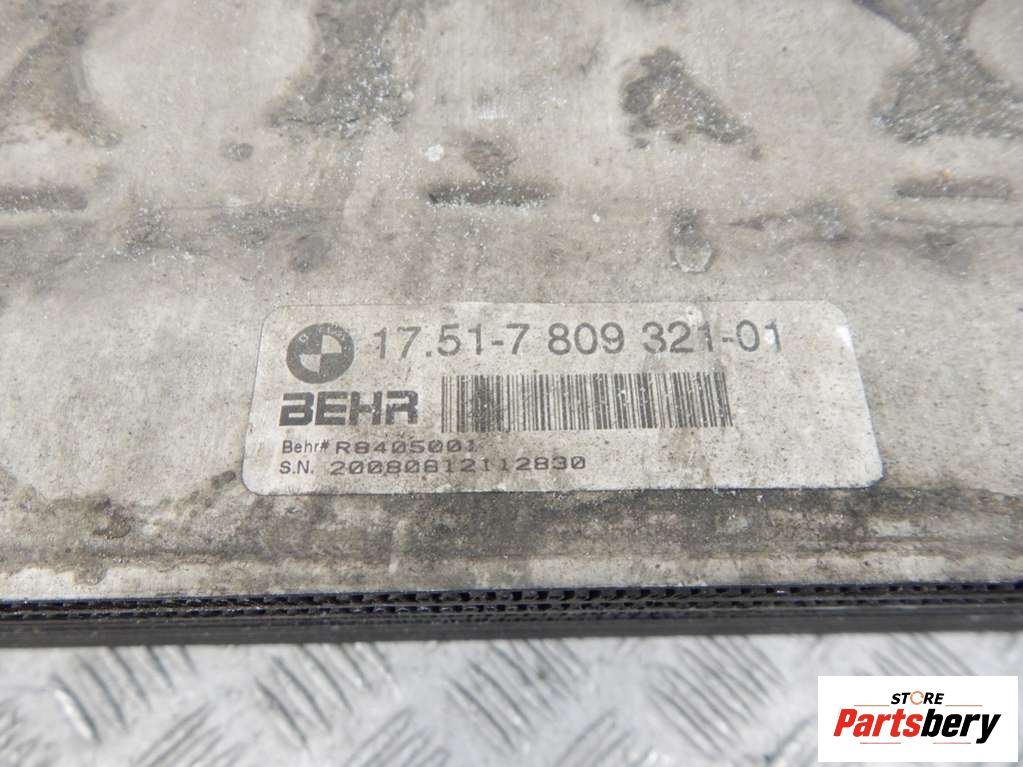 17.51-7 809 321-01
BEHR
Behr# R8405001
S.N. 20080812112830
STORE
Partsbery